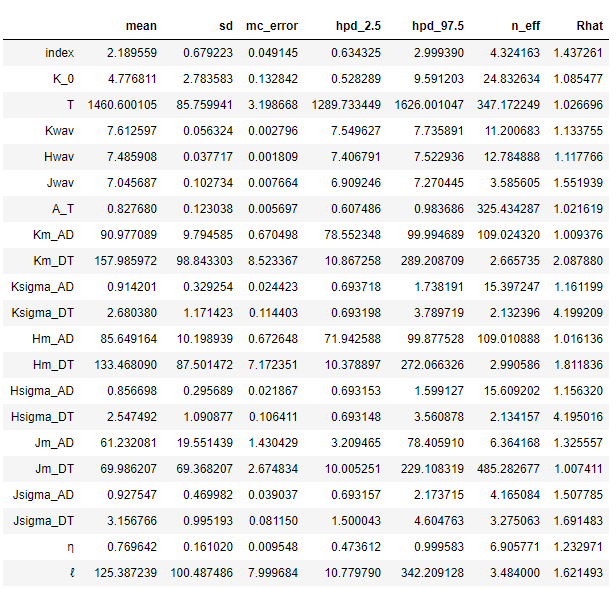 mean sd mc_error hpd_2.5 hpd_97.5 n_eff Rhat
index 2.189559 0.679223 0.049145 0.634325 2.999390 4.324163 1.437261
K_0 4.776811 2.783583 0.132842 0.528289 9.591203 24.832634 1.085477
T 1460.600105 85.759941 3.198668 1289.733449 1626.001047 347.172249 1.026696
Kwav 7.612597 0.056324 0.002796 7.549627 7.735891 11.200683 1.133755
Hwav 7.485908 0.037717 0.001809 7.406791 7.522936 12.784888 1.117766
Jwav 7.045687 0.102734 0.007664 6.909246 7.270445 3.585605 1.551939
A_T 0.827680 0.123038 0.005697 0.607486 0.983686 325.434287 1.021619
Km_AD 90.977089 9.794585 0.670498 78.552348 99.994689 109.024320 1.009376
Km_DT 157.985972 98.843303 8.523367 10.867258 289.208709 2.665735 2.087880
Ksigma_AD 0.914201 0.329254 0.024423 0.693718 1.738191 15.397247 1.161199
Ksigma_DT 2.680380 1.171423 0.114403 0.693198 3.789719 2.132396 4.199209
Hm_AD 85.649164 10.198939 0.672648 71.942588 99.877528 109.010888 1.016136
Hm_DT 133.468090 87.501472 7.172351 10.378897 272.066326 2.990586 1.811836
Hsigma_AD 0.856698 0.295689 0.021867 0.693153 1.599127 15.609202 1.156320
Hsigma_DT 2.547492 1.090877 0.106411 0.693148 3.560878 2.134157 4.195016
Jm_AD 61.232081 19.551439 1.430429 3.209465 78.405910 6.364168 1.325557
Jm_DT 69.986207 69.368207 2.674834 10.005251 229.108319 485.282677 1.007411
Jsigma_AD 0.927547 0.469982 0.039037 0.693157 2.173715 4.165084 1.507785
Jsigma_DT 3.156766 0.995193 0.081150 1.500043 4.604763 3.275063 1.691483
η 0.769642 0.161020 0.009548 0.473612 0.999583 6.905771 1.232971
ℓ 125.387239 100.487486 7.999684 10.779790 342.209128 3.484000 1.621493